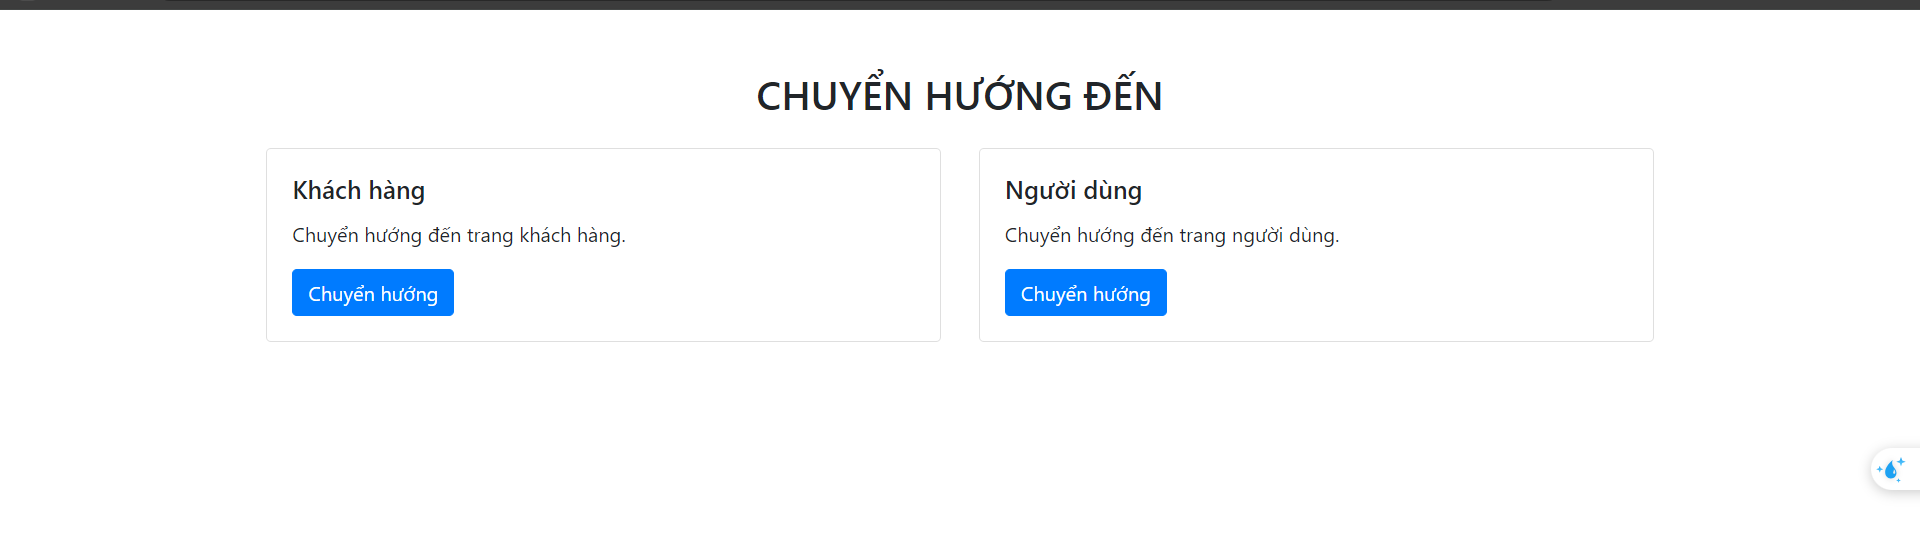 CHUYỂN HƯỚNG ĐẾN
Khách hàng
Chuyển hướng đến trang khách hàng.
Chuyển hướng
Người dùng
Chuyển hướng đến trang người dùng.
Chuyển hướng